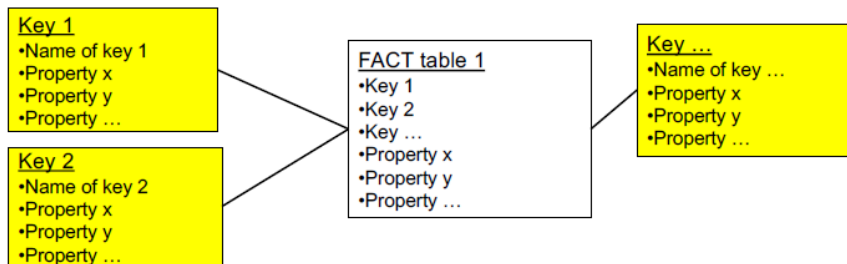 Key 1
•Name of key 1
•Property x
•Property y
•Property …
Key 2
•Name of key 2
•Property x
•Property y
•Property …
FACT table 1
•Key 1
•Key 2
•Key …
•Property x
•Property y
•Property …
Key …
•Name of key …
•Property x
•Property y
•Property …